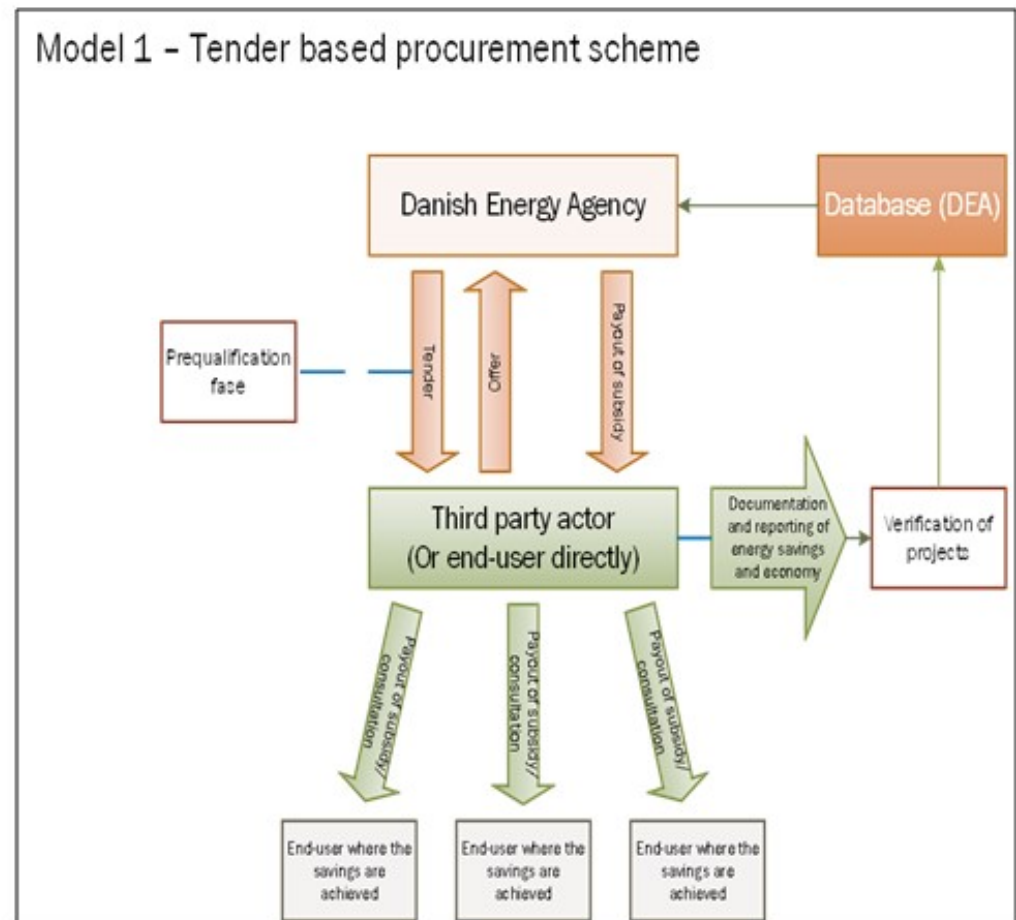 Model 1 – Tender based procurement scheme
Danish Energy Agency
Database (DEA)
Prequalification
fase
Tender
Offer
Payout of subsidy
Third party actor
(Or end-user directly)
Documentation
and reporting of
energy savings
and economy
Verification of
projects
Payout of subsidy/
consultation
Payout of subsidy/
consultation
Payout of subsidy/
consultation
End-user where the
savings are
achieved
End-user where the
savings are
achieved
End-user where the
savings are
achieved